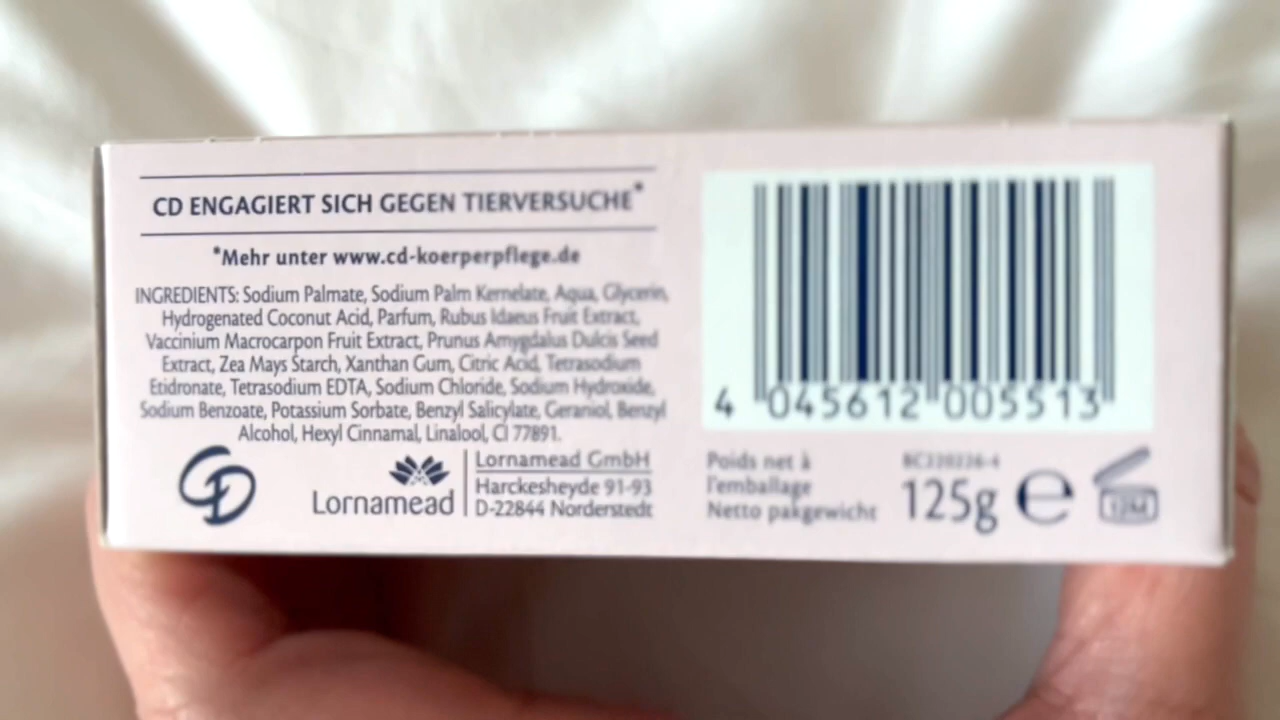 CD ENGAGIERT SICH GEGEN TIERVERSUCHE*
*Mehr unter www.cd-koerperpflege.de
INGREDIENTS: Sodium Palmate, Sodium Palm Kernelate, Aqua, Glycerin,
Hydrogenated Coconut Acid, Parfum, Rubus Idaeus Fruit Extract,
Vaccinium Macrocarpon Fruit Extract, Prunus Amygdalus Dulcis Seed
Extract, Zea Mays Starch, Xanthan Gum, Citric Acid, Tetrasodium
Etidronate, Tetrasodium EDTA, Sodium Chloride, Sodium Hydroxide,
Sodium Benzoate, Potassium Sorbate, Benzyl Salicylate, Geraniol, Benzyl
Alcohol, Hexyl Cinnamal, Linalool, CI 77891.
CD
Lornamead
Lornamead GmbH
Harckesheyde 91-93
D-22844 Norderstedt
4 045612 005513
Poids net à
l'emballage
Netto pakgewicht
125g e
12M